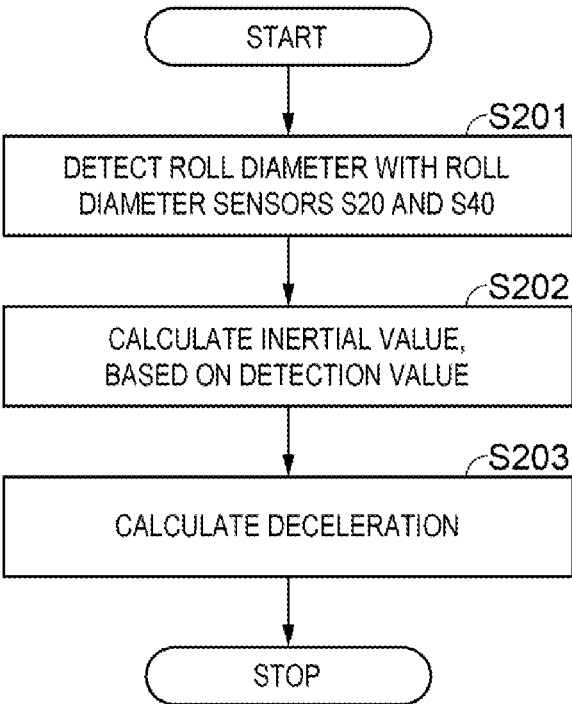 START
S201
DETECT ROLL DIAMETER WITH ROLL
DIAMETER SENSORS S20 AND S40
S202
CALCULATE INERTIAL VALUE,
BASED ON DETECTION VALUE
S203
CALCULATE DECELERATION
STOP